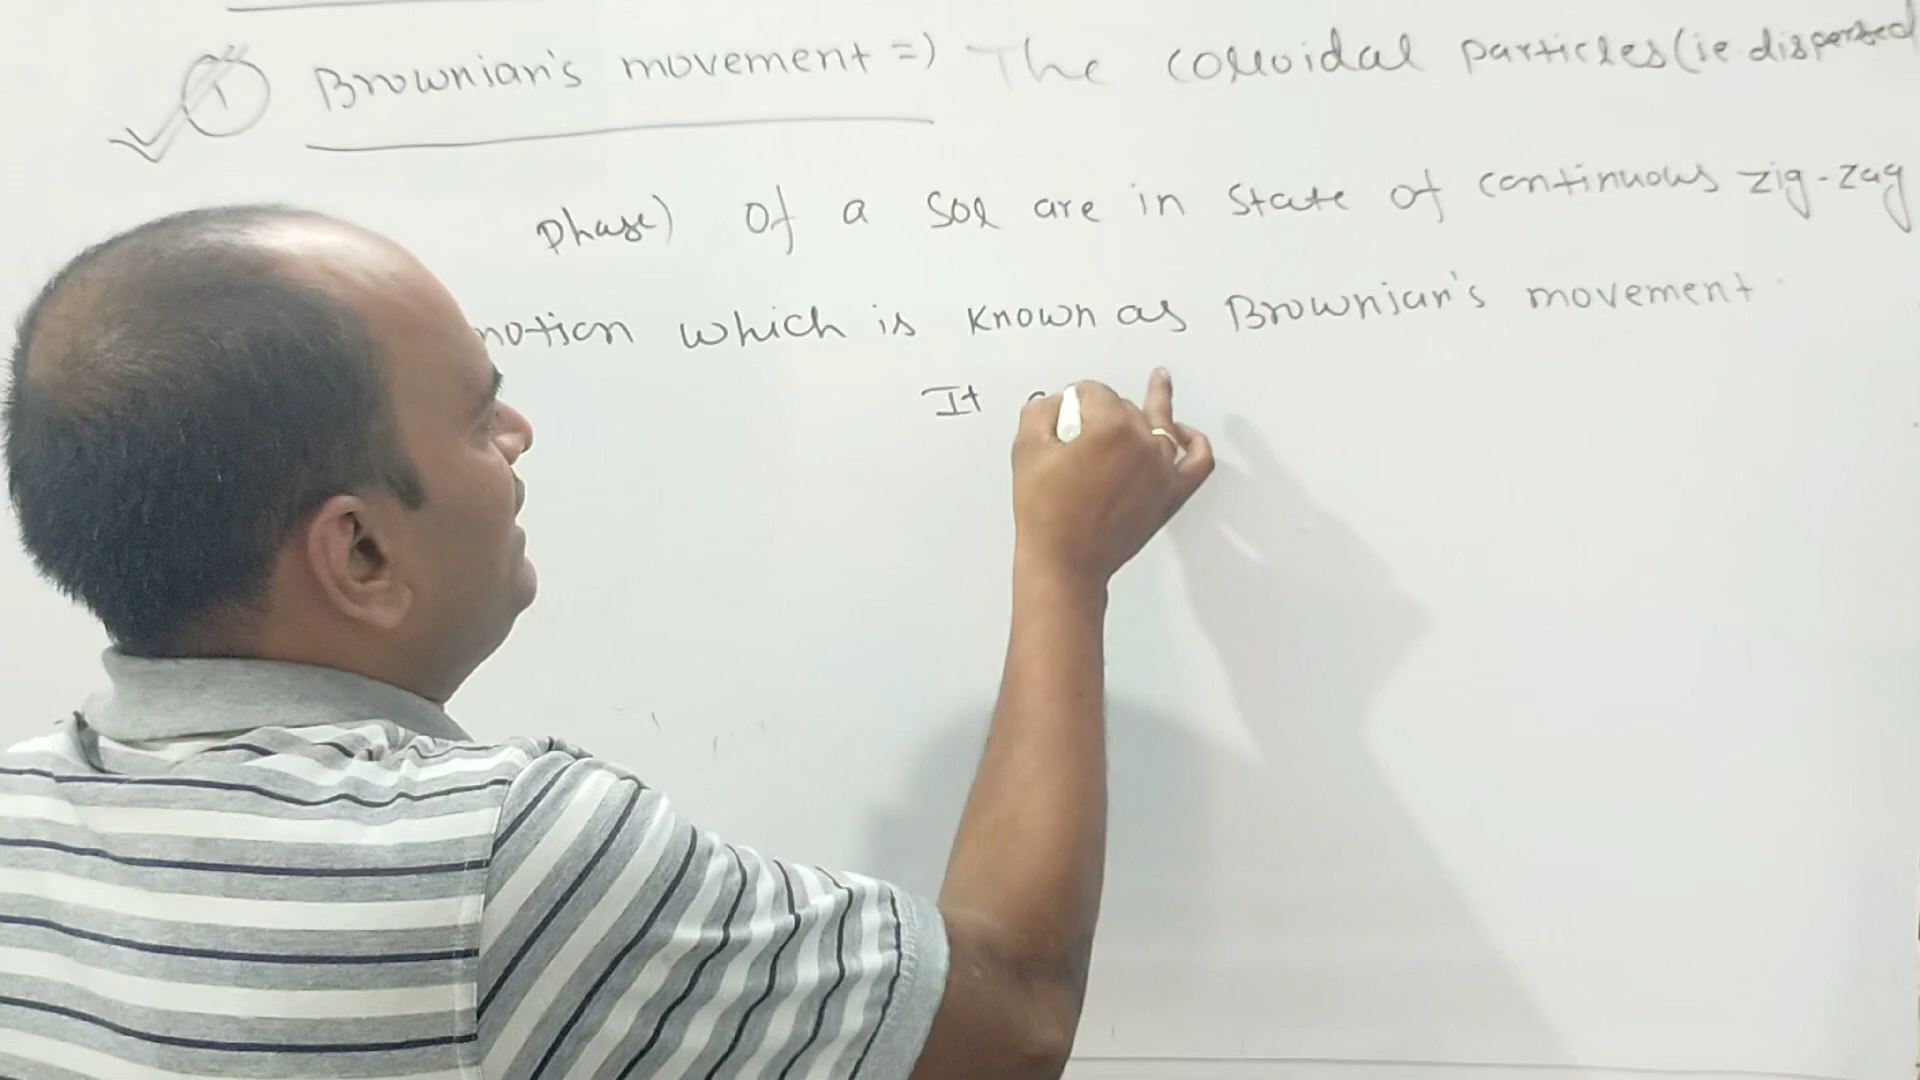 ① Brownian's movement => The colloidal particles (ie dispersed
phase) of a sol are in state of continuous zig-zag
motion which is known as Brownian's movement.
It